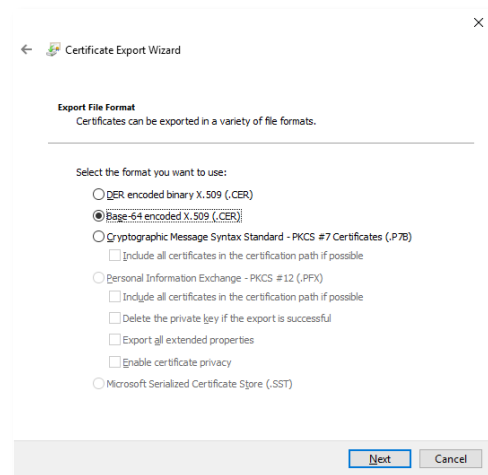 Certificate Export Wizard
Export File Format
Certificates can be exported in a variety of file formats.
Select the format you want to use:
DER encoded binary X.509 (.CER)
Base-64 encoded X.509 (.CER)
Cryptographic Message Syntax Standard - PKCS #7 Certificates (.P7B)
Include all certificates in the certification path if possible
Personal Information Exchange - PKCS #12 (.PFX)
Include all certificates in the certification path if possible
Delete the private key if the export is successful
Export all extended properties
Enable certificate privacy
Microsoft Serialized Certificate Store (.SST)
Next Cancel